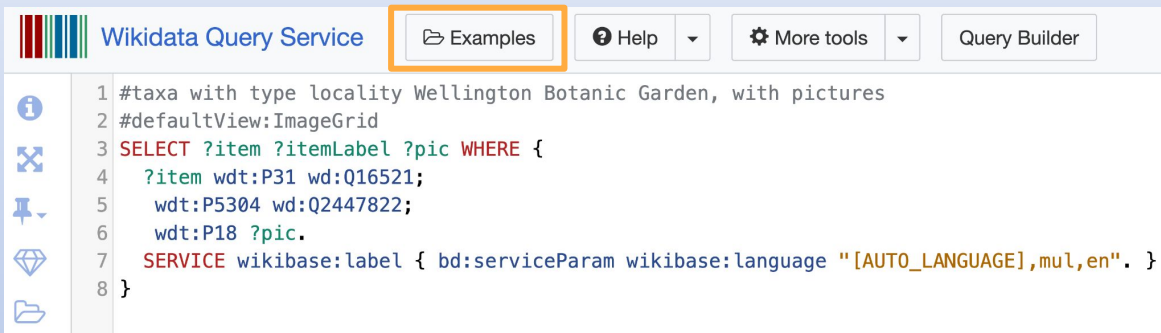 Wikidata Query Service Examples Help More tools Query Builder
1 #taxa with type locality Wellington Botanic Garden, with pictures
2 #defaultView:ImageGrid
3 SELECT ?item ?itemLabel ?pic WHERE {
4 ?item wdt:P31 wd:Q16521;
5 wdt:P5304 wd:Q2447822;
6 wdt:P18 ?pic.
7 SERVICE wikibase:label { bd:serviceParam wikibase:language "[AUTO_LANGUAGE],mul,en". }
8 }